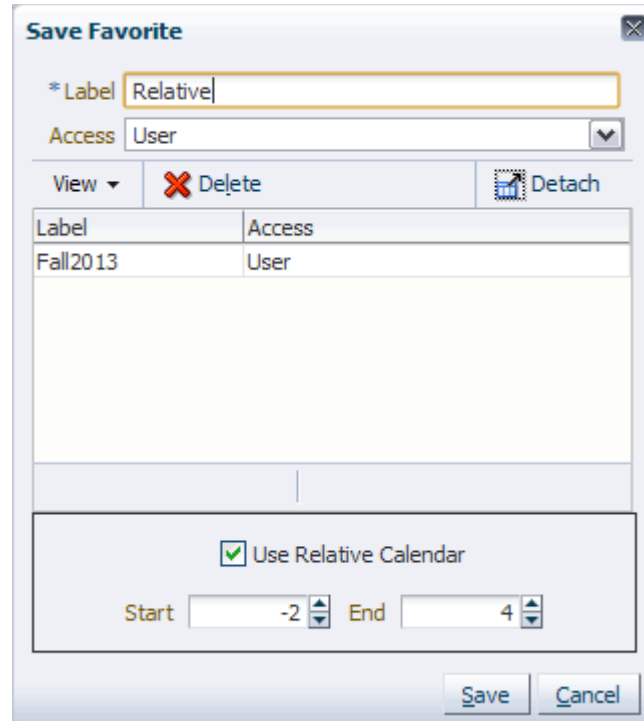 Save Favorite
* Label Relative
Access User
View Delete Detach
Label Access
Fall2013 User
Use Relative Calendar
Start -2 End 4
Save Cancel